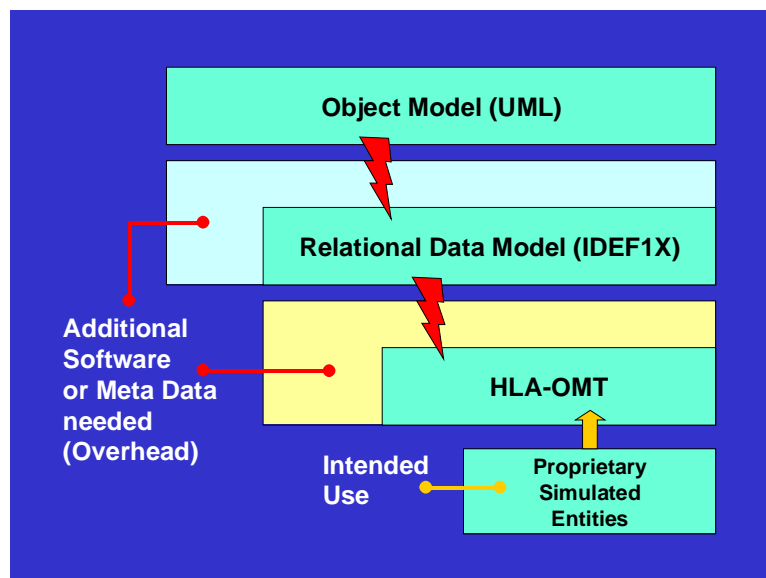 Object Model (UML)
Relational Data Model (IDEF1X)
Additional
Software
or Meta Data
needed
(Overhead)
HLA-OMT
Intended
Use
Proprietary
Simulated
Entities